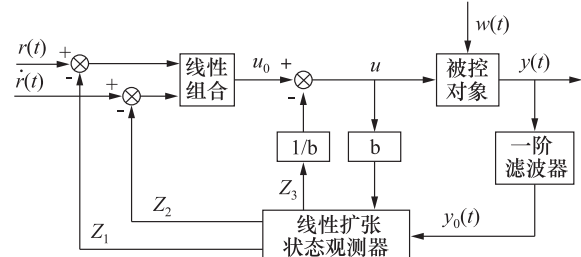 w(t)
r(t)
+
-
ṙ(t)
+
-
线性
组合
u₀
+
-
u
被控
对象
y(t)
1/b
b
一阶
滤波器
Z₃
Z₂
Z₁
线性扩张
状态观测器
y₀(t)